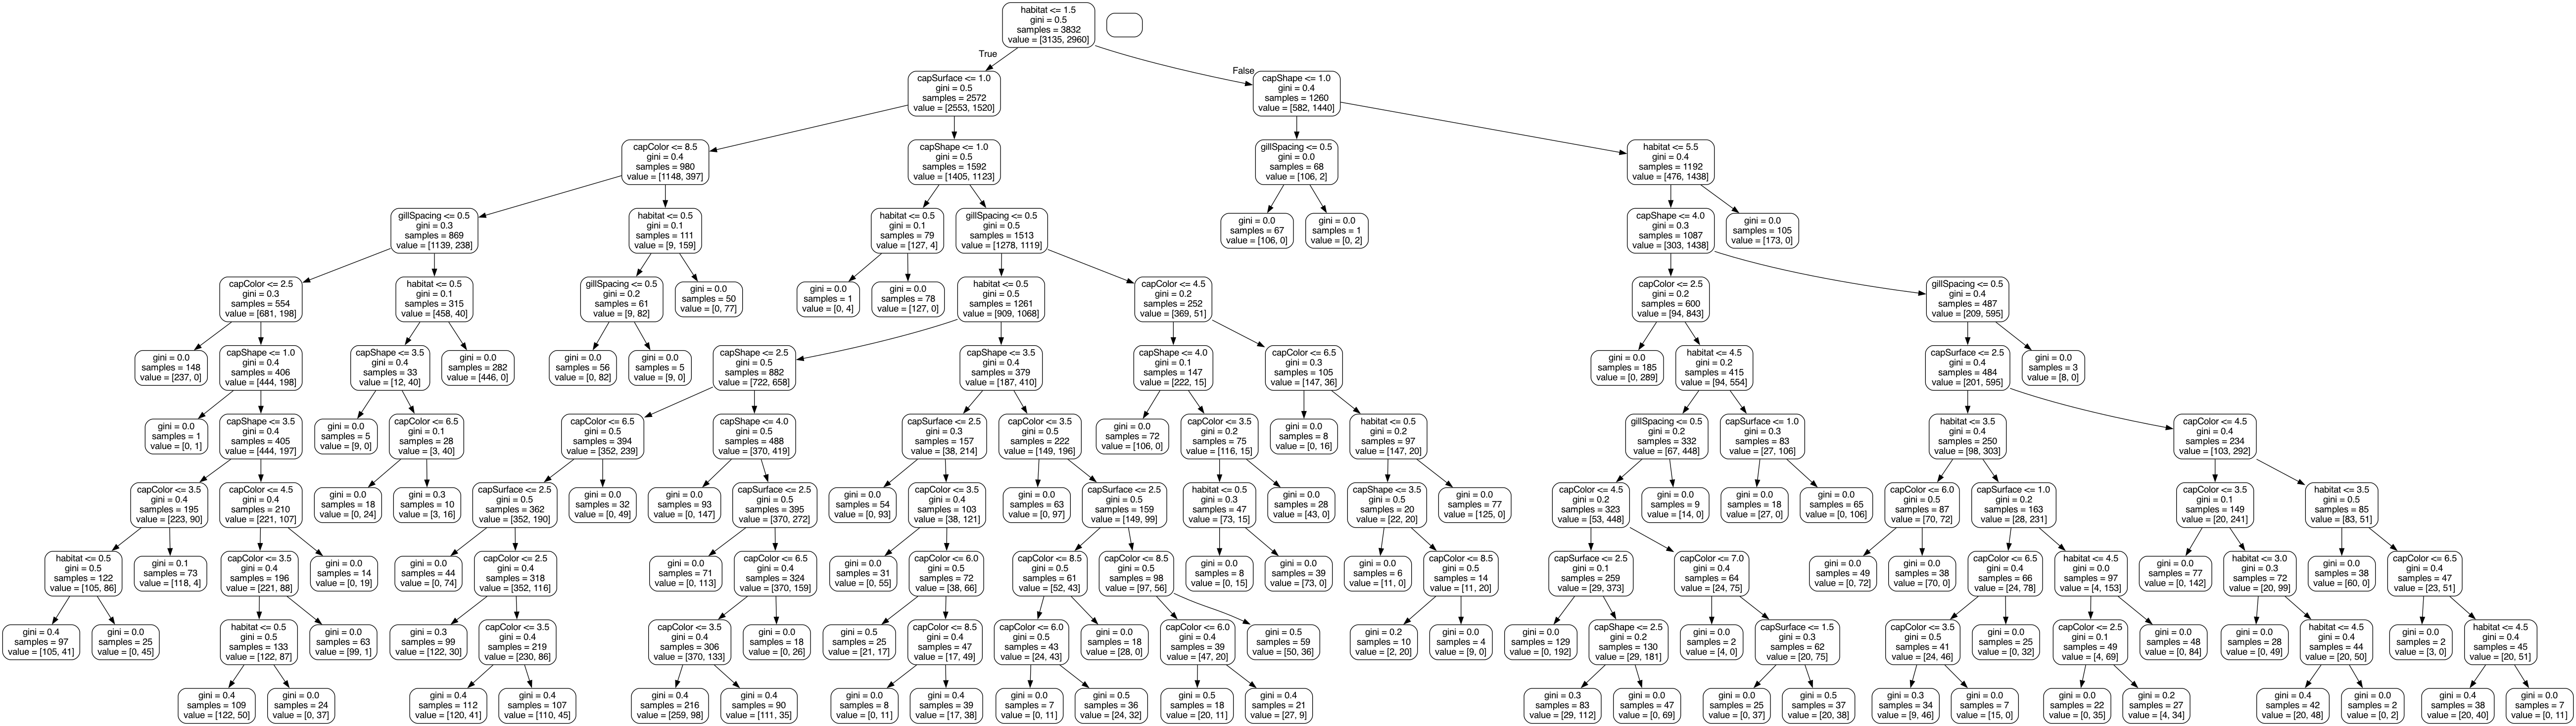 habitat <= 1.5
gini = 0.5
samples = 3832
value = [3135, 2960]
True
False
capSurface <= 1.0
gini = 0.5
samples = 2572
value = [2553, 1520]
capShape <= 1.0
gini = 0.4
samples = 1260
value = [582, 1440]
capColor <= 8.5
gini = 0.4
samples = 980
value = [1148, 397]
capShape <= 1.0
gini = 0.5
samples = 1592
value = [1405, 1123]
gillSpacing <= 0.5
gini = 0.0
samples = 68
value = [106, 2]
habitat <= 5.5
gini = 0.4
samples = 1192
value = [476, 1438]
gillSpacing <= 0.5
gini = 0.3
samples = 869
value = [1139, 238]
habitat <= 0.5
gini = 0.1
samples = 111
value = [9, 159]
habitat <= 0.5
gini = 0.1
samples = 79
value = [127, 4]
gillSpacing <= 0.5
gini = 0.5
samples = 1513
value = [1278, 1119]
gini = 0.0
samples = 67
value = [106, 0]
gini = 0.0
samples = 1
value = [0, 2]
capShape <= 4.0
gini = 0.3
samples = 1087
value = [303, 1438]
gini = 0.0
samples = 105
value = [173, 0]
capColor <= 2.5
gini = 0.3
samples = 554
value = [681, 198]
habitat <= 0.5
gini = 0.1
samples = 315
value = [458, 40]
gillSpacing <= 0.5
gini = 0.2
samples = 61
value = [9, 82]
gini = 0.0
samples = 50
value = [0, 77]
gini = 0.0
samples = 1
value = [0, 4]
gini = 0.0
samples = 78
value = [127, 0]
habitat <= 0.5
gini = 0.5
samples = 1261
value = [909, 1068]
capColor <= 4.5
gini = 0.2
samples = 252
value = [369, 51]
capColor <= 2.5
gini = 0.2
samples = 600
value = [94, 843]
gillSpacing <= 0.5
gini = 0.4
samples = 487
value = [209, 595]
gini = 0.0
samples = 148
value = [237, 0]
capShape <= 1.0
gini = 0.4
samples = 406
value = [444, 198]
capShape <= 3.5
gini = 0.4
samples = 33
value = [12, 40]
gini = 0.0
samples = 282
value = [446, 0]
gini = 0.0
samples = 56
value = [0, 82]
gini = 0.0
samples = 5
value = [9, 0]
capShape <= 2.5
gini = 0.5
samples = 882
value = [722, 658]
capShape <= 3.5
gini = 0.4
samples = 379
value = [187, 410]
capShape <= 4.0
gini = 0.1
samples = 147
value = [222, 15]
capColor <= 6.5
gini = 0.3
samples = 105
value = [147, 36]
gini = 0.0
samples = 185
value = [0, 289]
habitat <= 4.5
gini = 0.2
samples = 415
value = [94, 554]
capSurface <= 2.5
gini = 0.4
samples = 484
value = [201, 595]
gini = 0.0
samples = 3
value = [8, 0]
gini = 0.0
samples = 1
value = [0, 1]
capShape <= 3.5
gini = 0.4
samples = 405
value = [444, 197]
gini = 0.0
samples = 5
value = [9, 0]
capColor <= 6.5
gini = 0.1
samples = 28
value = [3, 40]
capColor <= 6.5
gini = 0.5
samples = 394
value = [352, 239]
capShape <= 4.0
gini = 0.5
samples = 488
value = [370, 419]
capSurface <= 2.5
gini = 0.3
samples = 157
value = [38, 214]
capColor <= 3.5
gini = 0.5
samples = 222
value = [149, 196]
gini = 0.0
samples = 72
value = [106, 0]
capColor <= 3.5
gini = 0.2
samples = 75
value = [116, 15]
gini = 0.0
samples = 8
value = [0, 16]
habitat <= 0.5
gini = 0.2
samples = 97
value = [147, 20]
gillSpacing <= 0.5
gini = 0.2
samples = 332
value = [67, 448]
capSurface <= 1.0
gini = 0.3
samples = 83
value = [27, 106]
habitat <= 3.5
gini = 0.4
samples = 250
value = [98, 303]
capColor <= 4.5
gini = 0.4
samples = 234
value = [103, 292]
capColor <= 3.5
gini = 0.4
samples = 195
value = [223, 90]
capColor <= 4.5
gini = 0.4
samples = 210
value = [221, 107]
gini = 0.0
samples = 18
value = [0, 24]
gini = 0.3
samples = 10
value = [3, 16]
capSurface <= 2.5
gini = 0.5
samples = 362
value = [352, 190]
gini = 0.0
samples = 32
value = [0, 49]
gini = 0.0
samples = 93
value = [0, 147]
capSurface <= 2.5
gini = 0.5
samples = 395
value = [370, 272]
gini = 0.0
samples = 54
value = [0, 93]
capColor <= 3.5
gini = 0.4
samples = 103
value = [38, 121]
gini = 0.0
samples = 63
value = [0, 97]
capSurface <= 2.5
gini = 0.5
samples = 159
value = [149, 99]
habitat <= 0.5
gini = 0.3
samples = 47
value = [73, 15]
gini = 0.0
samples = 28
value = [43, 0]
capShape <= 3.5
gini = 0.5
samples = 20
value = [22, 20]
gini = 0.0
samples = 77
value = [125, 0]
capColor <= 4.5
gini = 0.2
samples = 323
value = [53, 448]
gini = 0.0
samples = 9
value = [14, 0]
gini = 0.0
samples = 18
value = [27, 0]
gini = 0.0
samples = 65
value = [0, 106]
capColor <= 6.0
gini = 0.5
samples = 87
value = [70, 72]
capSurface <= 1.0
gini = 0.2
samples = 163
value = [28, 231]
capColor <= 3.5
gini = 0.1
samples = 149
value = [20, 241]
habitat <= 3.5
gini = 0.5
samples = 85
value = [83, 51]
habitat <= 0.5
gini = 0.5
samples = 122
value = [105, 86]
gini = 0.1
samples = 73
value = [118, 4]
capColor <= 3.5
gini = 0.4
samples = 196
value = [221, 88]
gini = 0.0
samples = 14
value = [0, 19]
gini = 0.0
samples = 44
value = [0, 74]
capColor <= 2.5
gini = 0.4
samples = 318
value = [352, 116]
gini = 0.0
samples = 71
value = [0, 113]
capColor <= 6.5
gini = 0.4
samples = 324
value = [370, 159]
gini = 0.0
samples = 31
value = [0, 55]
capColor <= 6.0
gini = 0.5
samples = 72
value = [38, 66]
capColor <= 8.5
gini = 0.5
samples = 61
value = [52, 43]
capColor <= 8.5
gini = 0.5
samples = 98
value = [97, 56]
gini = 0.0
samples = 8
value = [0, 15]
gini = 0.0
samples = 39
value = [73, 0]
gini = 0.0
samples = 6
value = [11, 0]
capColor <= 8.5
gini = 0.5
samples = 14
value = [11, 20]
capSurface <= 2.5
gini = 0.1
samples = 259
value = [29, 373]
capColor <= 7.0
gini = 0.4
samples = 64
value = [24, 75]
gini = 0.0
samples = 49
value = [0, 72]
gini = 0.0
samples = 38
value = [70, 0]
capColor <= 6.5
gini = 0.4
samples = 66
value = [24, 78]
habitat <= 4.5
gini = 0.0
samples = 97
value = [4, 153]
gini = 0.0
samples = 77
value = [0, 142]
habitat <= 3.0
gini = 0.3
samples = 72
value = [20, 99]
gini = 0.0
samples = 38
value = [60, 0]
capColor <= 6.5
gini = 0.4
samples = 47
value = [23, 51]
gini = 0.4
samples = 97
value = [105, 41]
gini = 0.0
samples = 25
value = [0, 45]
habitat <= 0.5
gini = 0.5
samples = 133
value = [122, 87]
gini = 0.0
samples = 63
value = [99, 1]
gini = 0.3
samples = 99
value = [122, 30]
capColor <= 3.5
gini = 0.4
samples = 219
value = [230, 86]
capColor <= 3.5
gini = 0.4
samples = 306
value = [370, 133]
gini = 0.0
samples = 18
value = [0, 26]
gini = 0.5
samples = 25
value = [21, 17]
capColor <= 8.5
gini = 0.4
samples = 47
value = [17, 49]
capColor <= 6.0
gini = 0.5
samples = 43
value = [24, 43]
gini = 0.0
samples = 18
value = [28, 0]
capColor <= 6.0
gini = 0.4
samples = 39
value = [47, 20]
gini = 0.5
samples = 59
value = [50, 36]
gini = 0.2
samples = 10
value = [2, 20]
gini = 0.0
samples = 4
value = [9, 0]
gini = 0.0
samples = 129
value = [0, 192]
capShape <= 2.5
gini = 0.2
samples = 130
value = [29, 181]
gini = 0.0
samples = 2
value = [4, 0]
capSurface <= 1.5
gini = 0.3
samples = 62
value = [20, 75]
capColor <= 3.5
gini = 0.5
samples = 41
value = [24, 46]
gini = 0.0
samples = 25
value = [0, 32]
capColor <= 2.5
gini = 0.1
samples = 49
value = [4, 69]
gini = 0.0
samples = 48
value = [0, 84]
gini = 0.0
samples = 28
value = [0, 49]
habitat <= 4.5
gini = 0.4
samples = 44
value = [20, 50]
gini = 0.0
samples = 2
value = [3, 0]
habitat <= 4.5
gini = 0.4
samples = 45
value = [20, 51]
gini = 0.4
samples = 109
value = [122, 50]
gini = 0.0
samples = 24
value = [0, 37]
gini = 0.4
samples = 112
value = [120, 41]
gini = 0.4
samples = 107
value = [110, 45]
gini = 0.4
samples = 216
value = [259, 98]
gini = 0.4
samples = 90
value = [111, 35]
gini = 0.0
samples = 8
value = [0, 11]
gini = 0.4
samples = 39
value = [17, 38]
gini = 0.0
samples = 7
value = [0, 11]
gini = 0.5
samples = 36
value = [24, 32]
gini = 0.5
samples = 18
value = [20, 11]
gini = 0.4
samples = 21
value = [27, 9]
gini = 0.3
samples = 83
value = [29, 112]
gini = 0.0
samples = 47
value = [0, 69]
gini = 0.0
samples = 25
value = [0, 37]
gini = 0.5
samples = 37
value = [20, 38]
gini = 0.3
samples = 34
value = [9, 46]
gini = 0.0
samples = 7
value = [15, 0]
gini = 0.0
samples = 22
value = [0, 35]
gini = 0.2
samples = 27
value = [4, 34]
gini = 0.4
samples = 42
value = [20, 48]
gini = 0.0
samples = 2
value = [0, 2]
gini = 0.4
samples = 38
value = [20, 40]
gini = 0.0
samples = 7
value = [0, 11]